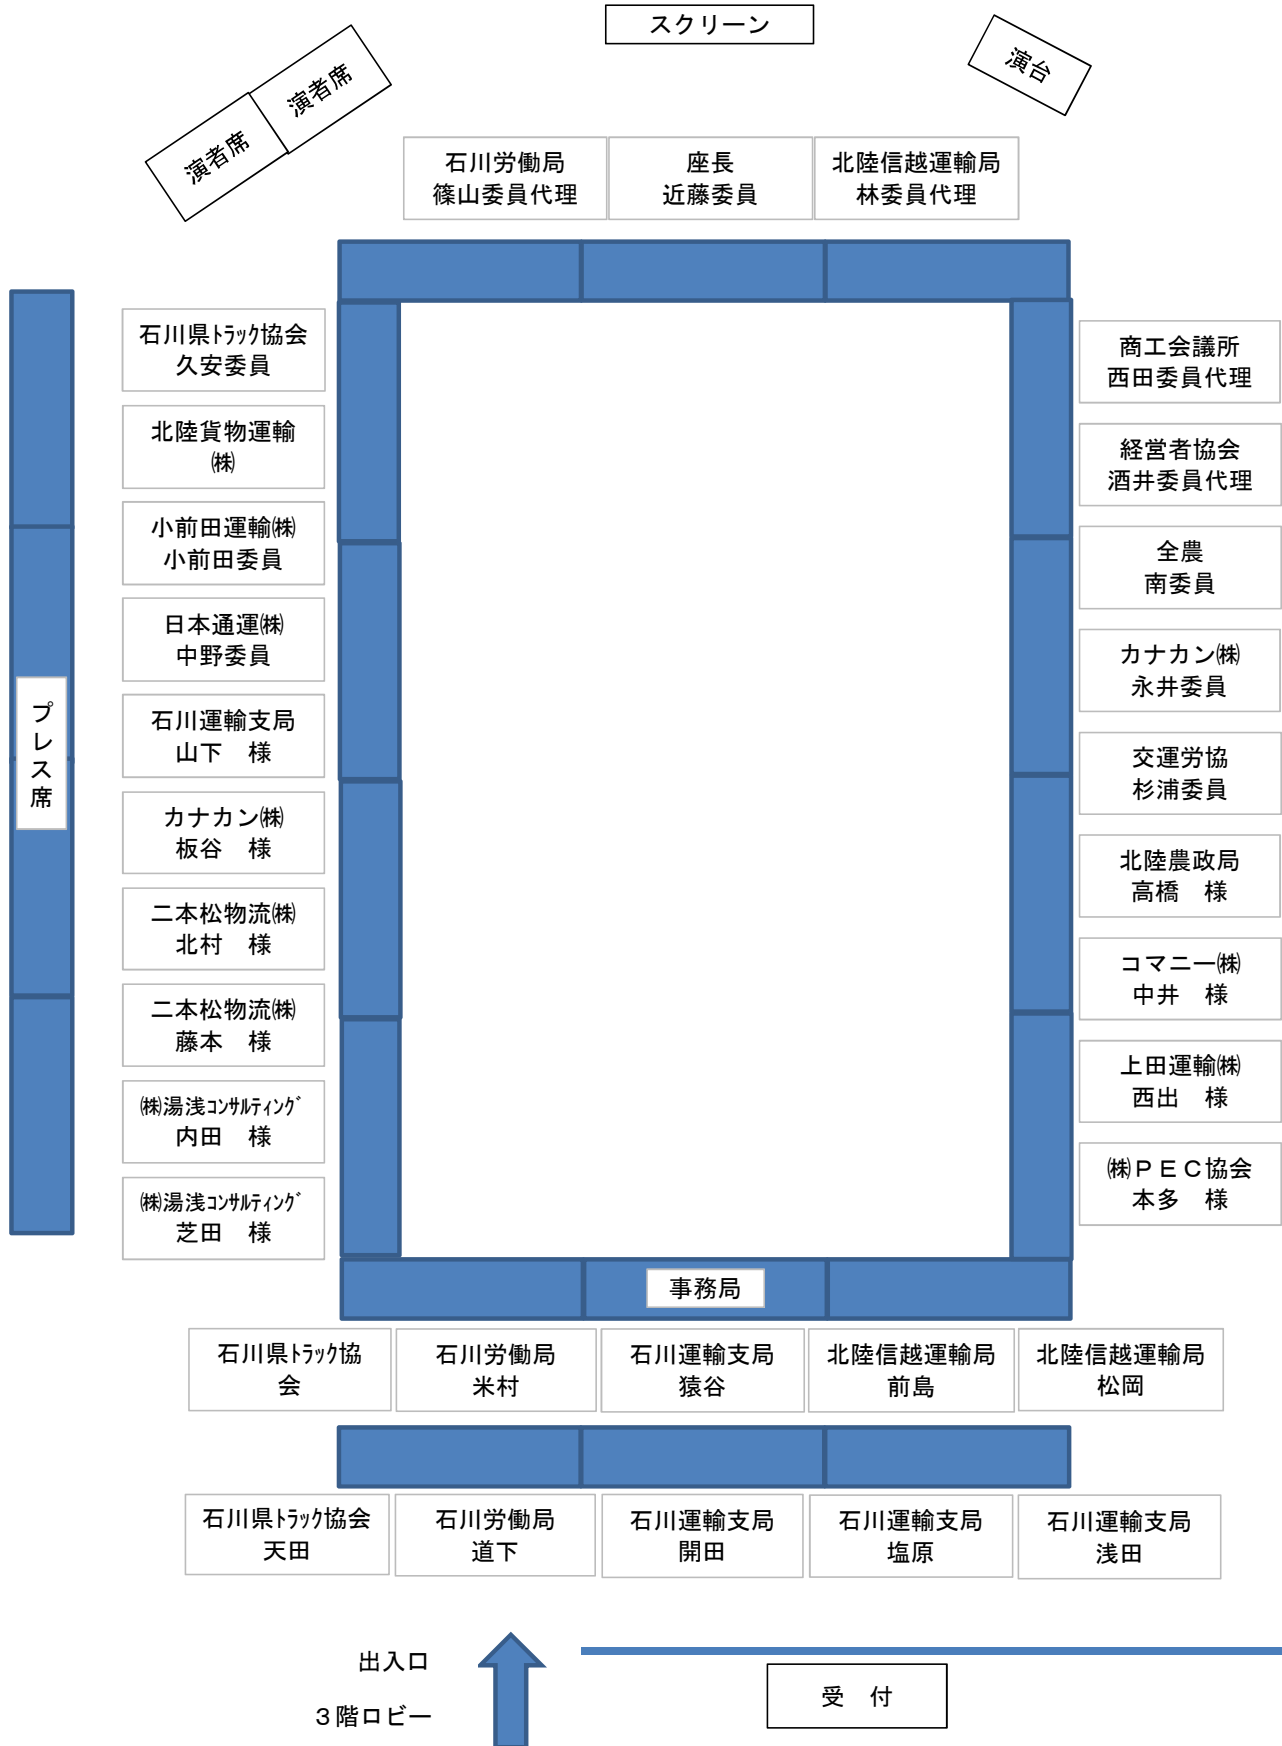 スクリーン
演台
演者席
演者席
石川労働局
篠山委員代理
座長
近藤委員
北陸信越運輸局
林委員代理
石川県ﾄﾗｯｸ協会
久安委員
北陸貨物運輸
㈱
小前田運輸㈱
小前田委員
日本通運㈱
中野委員
石川運輸支局
山下　様
カナカン㈱
板谷　様
二本松物流㈱
北村　様
二本松物流㈱
藤本　様
㈱湯浅ｺﾝｻﾙﾃｨﾝｸﾞ
内田　様
㈱湯浅ｺﾝｻﾙﾃｨﾝｸﾞ
芝田　様
プレス席
商工会議所
西田委員代理
経営者協会
酒井委員代理
全農
南委員
カナカン㈱
永井委員
交運労協
杉浦委員
北陸農政局
高橋　様
コマニー㈱
中井　様
上田運輸㈱
西出　様
㈱ＰＥＣ協会
本多　様
事務局
石川県ﾄﾗｯｸ協
会
石川労働局
米村
石川運輸支局
猿谷
北陸信越運輸局
前島
北陸信越運輸局
松岡
石川県ﾄﾗｯｸ協会
天田
石川労働局
道下
石川運輸支局
開田
石川運輸支局
塩原
石川運輸支局
浅田
出入口
３階ロビー
受　付